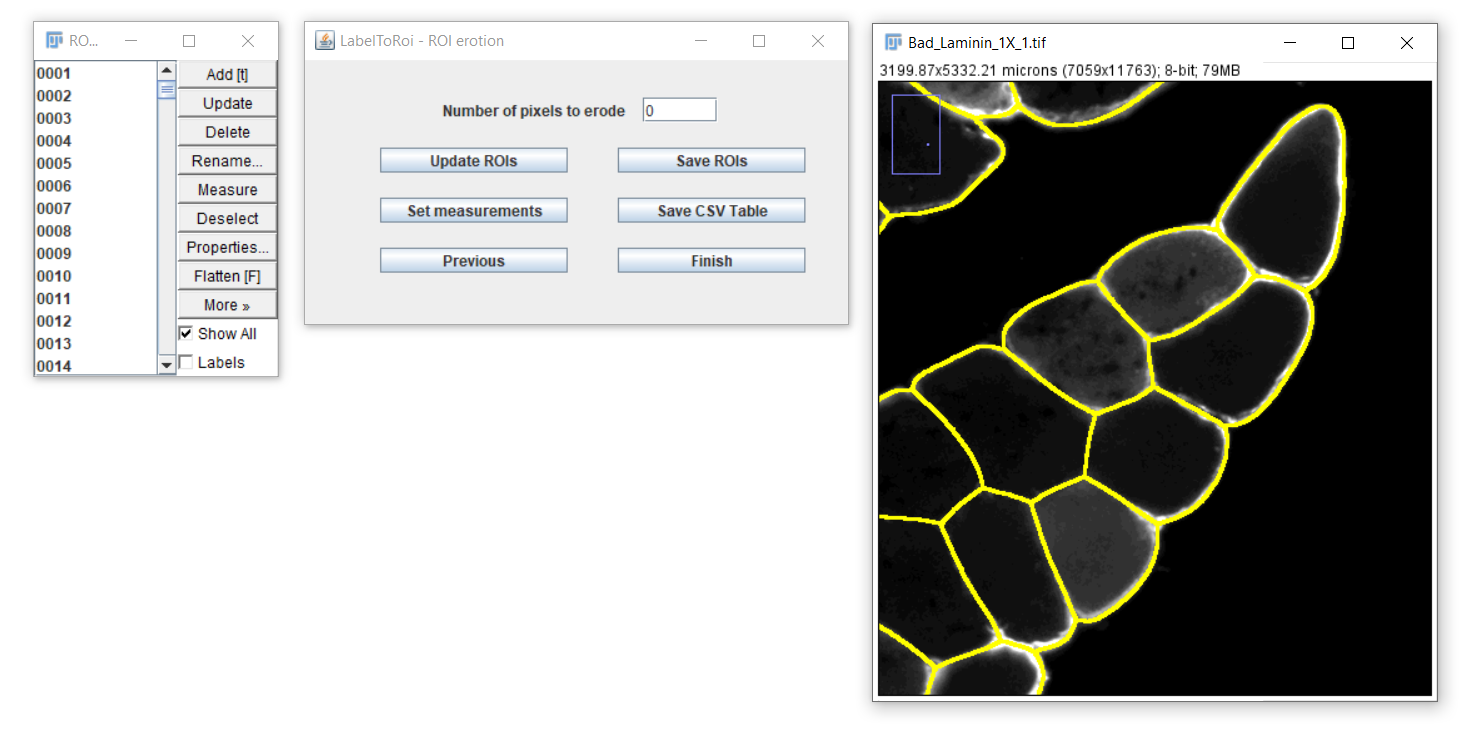 RO...
0001
0002
0003
0004
0005
0006
0007
0008
0009
0010
0011
0012
0013
0014
Add [t]
Update
Delete
Rename...
Measure
Deselect
Properties...
Flatten [F]
More »
Show All
Labels
LabelToRoi - ROI erotion
Number of pixels to erode 0
Update ROIs Save ROIs
Set measurements Save CSV Table
Previous Finish
Bad_Laminin_1X_1.tif
3199.87x5332.21 microns (7059x11763); 8-bit; 79MB